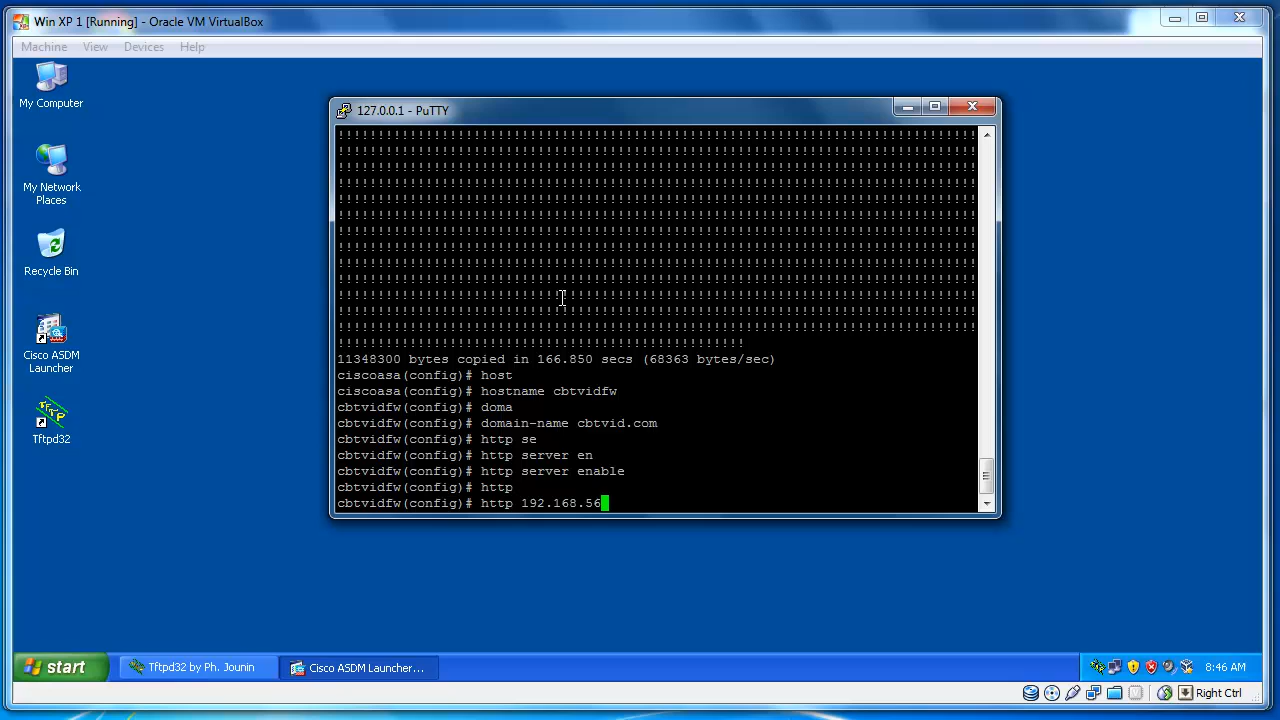 Win XP 1 [Running] - Oracle VM VirtualBox
Machine View Devices Help
My Computer
My Network
Places
Recycle Bin
Cisco ASDM
Launcher
Tftpd32
127.0.0.1 - PuTTY
!!!!!!!!!!!!!!!!!!!!!!!!!!!!!!!!!!!!!!!!!!!!!!!!!!!!!!!!!!!!!!!!!!!!!!!!!!!!!!!!
!!!!!!!!!!!!!!!!!!!!!!!!!!!!!!!!!!!!!!!!!!!!!!!!!!!!!!!!!!!!!!!!!!!!!!!!!!!!!!!!
!!!!!!!!!!!!!!!!!!!!!!!!!!!!!!!!!!!!!!!!!!!!!!!!!!!!!!!!!!!!!!!!!!!!!!!!!!!!!!!!
!!!!!!!!!!!!!!!!!!!!!!!!!!!!!!!!!!!!!!!!!!!!!!!!!!!!!!!!!!!!!!!!!!!!!!!!!!!!!!!!
!!!!!!!!!!!!!!!!!!!!!!!!!!!!!!!!!!!!!!!!!!!!!!!!!!!!!!!!!!!!!!!!!!!!!!!!!!!!!!!!
!!!!!!!!!!!!!!!!!!!!!!!!!!!!!!!!!!!!!!!!!!!!!!!!!!!!!!!!!!!!!!!!!!!!!!!!!!!!!!!!
!!!!!!!!!!!!!!!!!!!!!!!!!!!!!!!!!!!!!!!!!!!!!!!!!!!!!!!!!!!!!!!!!!!!!!!!!!!!!!!!
!!!!!!!!!!!!!!!!!!!!!!!!!!!!!!!!!!!!!!!!!!!!!!!!!!!!!!!!!!!!!!!!!!!!!!!!!!!!!!!!
!!!!!!!!!!!!!!!!!!!!!!!!!!!!!!!!!!!!!!!!!!!!!!!!!!!!!!!!!!!!!!!!!!!!!!!!!!!!!!!!
!!!!!!!!!!!!!!!!!!!!!!!!!!!!!!!!!!!!!!!!!!!!!!!!!!!!!!!!!!!!!!!!!!!!!!!!!!!!!!!!
!!!!!!!!!!!!!!!!!!!!!!!!!!!!!!!!!!!!!!!!!!!!!!!!!!!!!!!!!!!!!!!!!!!!!!!!!!!!!!!!
!!!!!!!!!!!!!!!!!!!!!!!!!!!!!!!!!!!!!!!!!!!!!!!!!!!!!!!!!!!!!!!!!!!!!!!!!!!!!!!!
!!!!!!!!!!!!!!!!!!!!!!!!!!!!!!!!!!!!!!!!!!!!!!!!!!!!!!!!!!!!!!!!!!!!!!!!!!!!!!!!
!!!!!!!!!!!!!!!!!!!!!!!!!!!!!!!!!!!!!!!!!!!!!!!!!!!
11348300 bytes copied in 166.850 secs (68363 bytes/sec)
ciscoasa(config)# host
ciscoasa(config)# hostname cbtvidfw
cbtvidfw(config)# doma
cbtvidfw(config)# domain-name cbtvid.com
cbtvidfw(config)# http se
cbtvidfw(config)# http server en
cbtvidfw(config)# http server enable
cbtvidfw(config)# http
cbtvidfw(config)# http 192.168.56
start Tftpd32 by Ph. Jounin Cisco ASDM Launcher... 8:46 AM
Right Ctrl